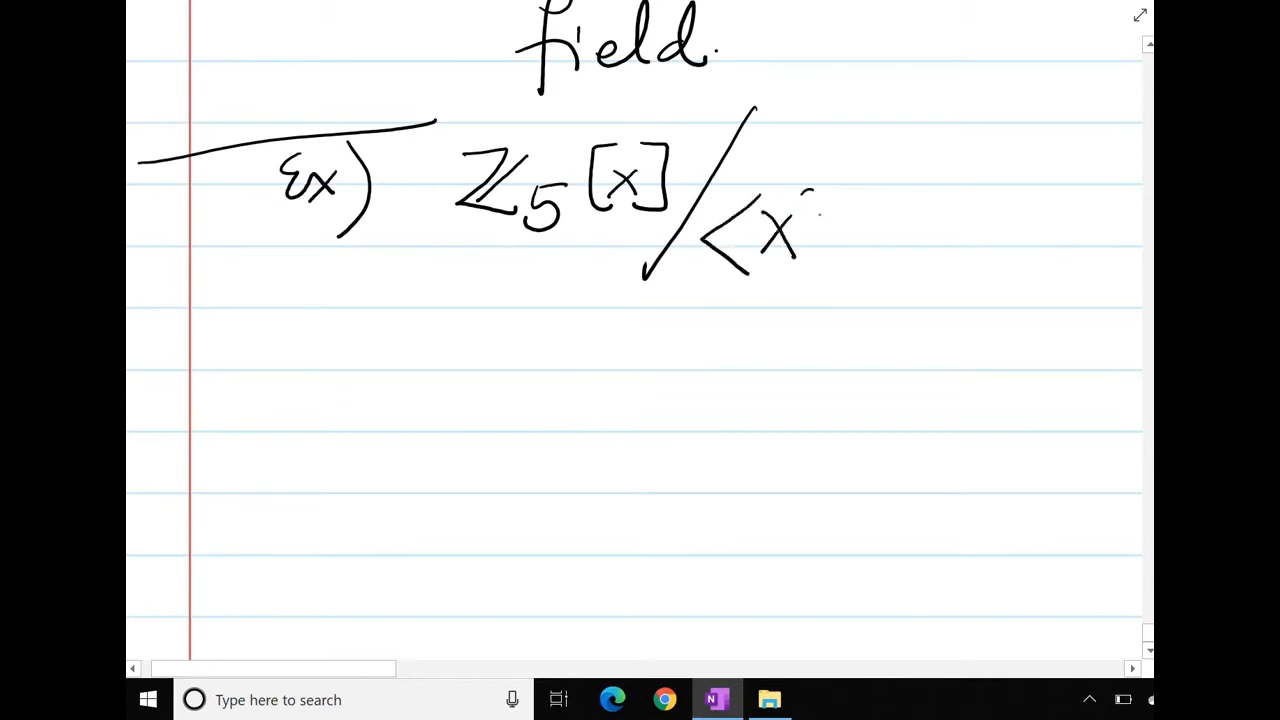 field.
Ex) ℤ₅[x]/<x
Type here to search